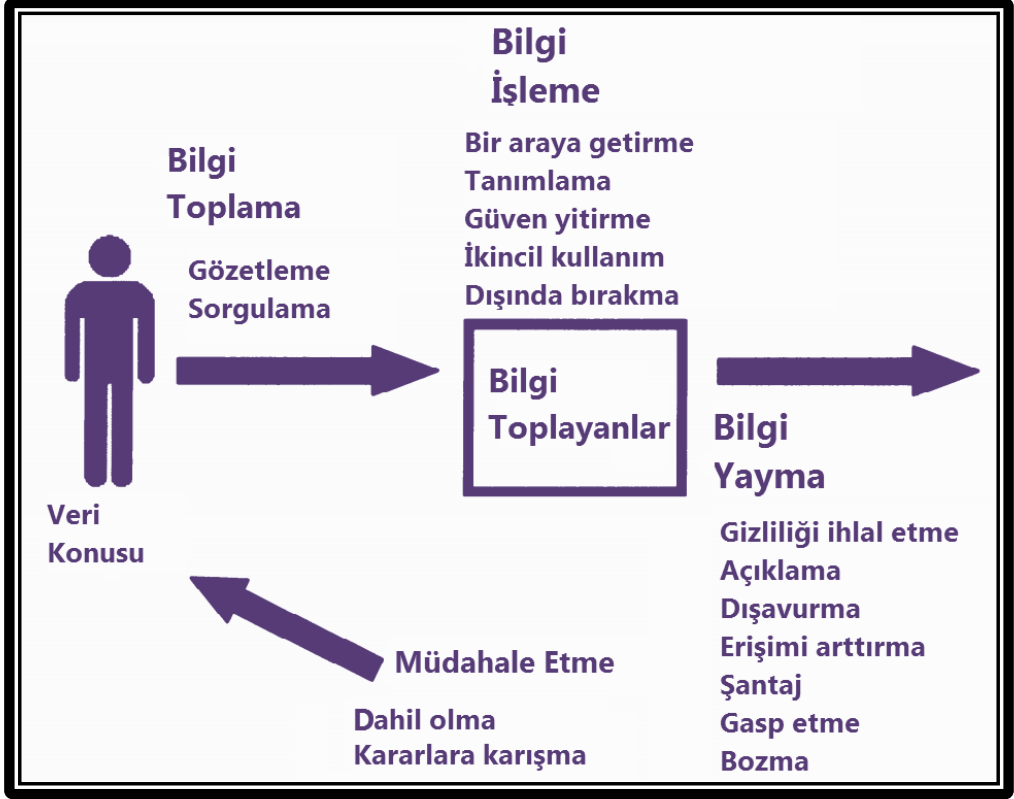 Bilgi
İşleme
Bir araya getirme
Tanımlama
Güven yitirme
İkincil kullanım
Dışında bırakma
Bilgi
Toplama
Gözetleme
Sorgulama
Bilgi
Toplayanlar
Bilgi
Yayma
Gizliliği ihlal etme
Açıklama
Dışavurma
Erişimi arttırma
Şantaj
Gasp etme
Bozma
Veri
Konusu
Müdahale Etme
Dahil olma
Kararlara karışma